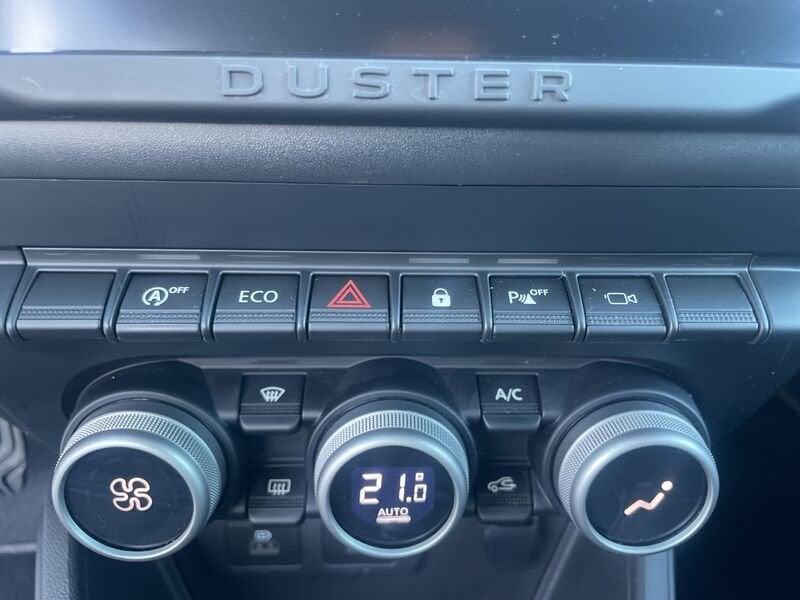 DUSTER
A OFF
ECO
P OFF
A/C
21.0
AUTO